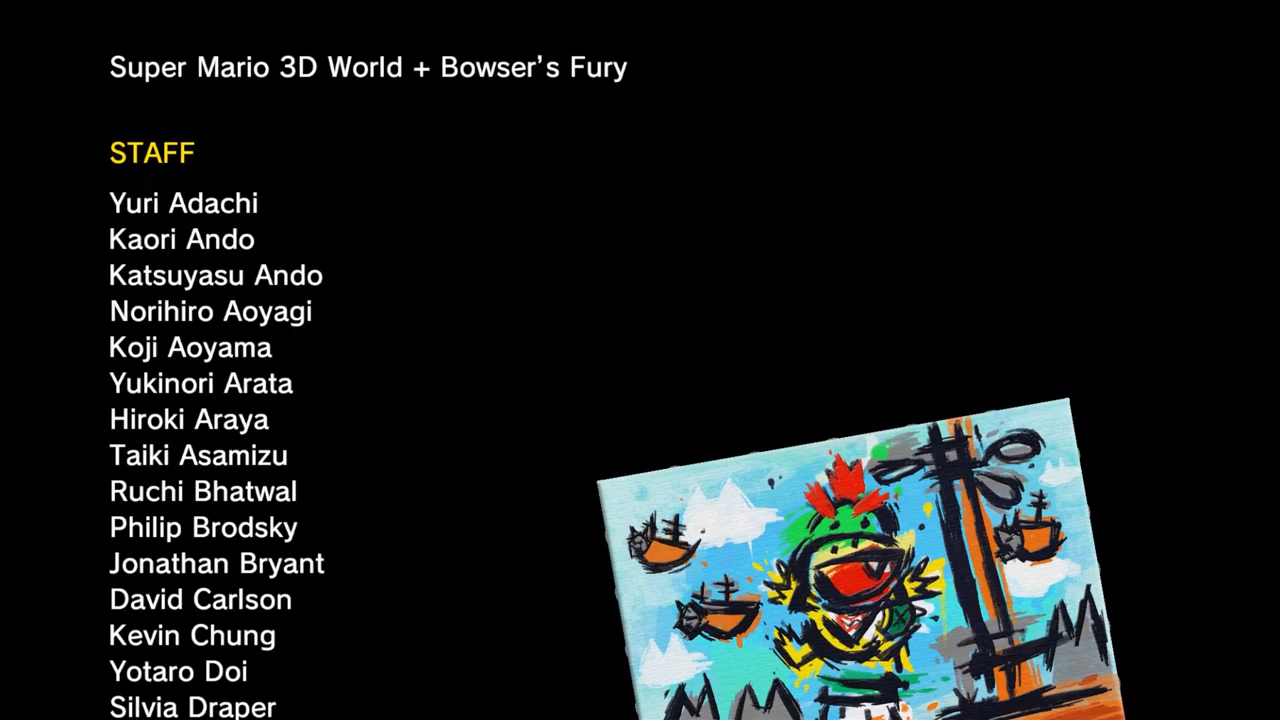 Super Mario 3D World + Bowser's Fury
STAFF
Yuri Adachi
Kaori Ando
Katsuyasu Ando
Norihiro Aoyagi
Koji Aoyama
Yukinori Arata
Hiroki Araya
Taiki Asamizu
Ruchi Bhatwal
Philip Brodsky
Jonathan Bryant
David Carlson
Kevin Chung
Yotaro Doi
Silvia Draper